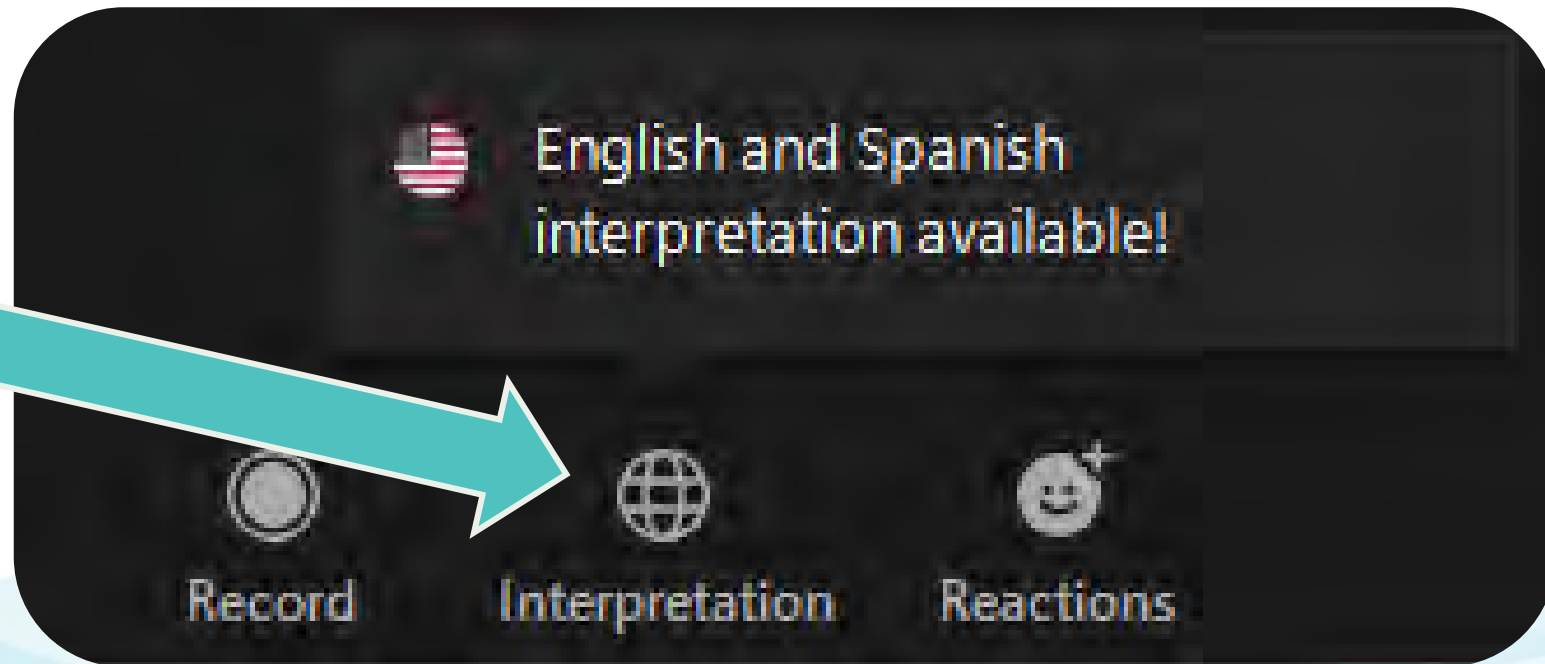 English and Spanish
interpretation available!
Record
Interpretation
Reactions